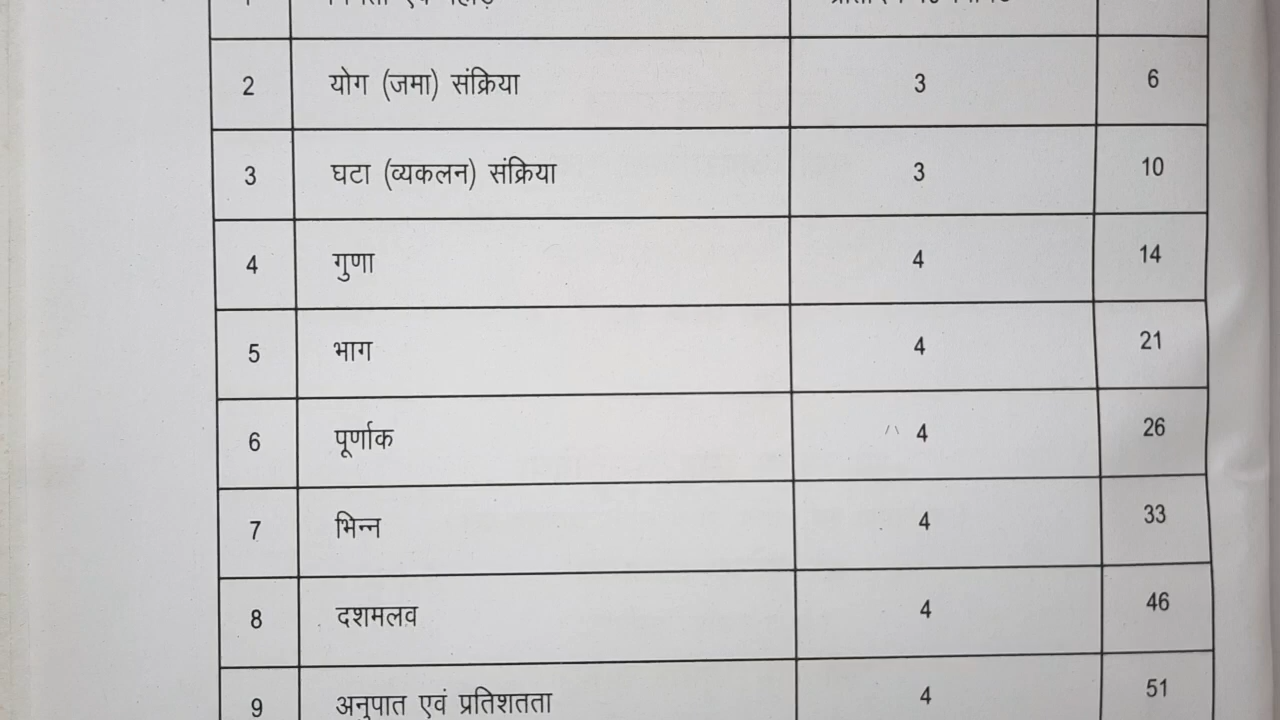 2 योग (जमा) संक्रिया 3 6
3 घटा (व्यकलन) संक्रिया 3 10
4 गुणा 4 14
5 भाग 4 21
6 पूर्णाक 4 26
7 भिन्न 4 33
8 दशमलव 4 46
9 अनुपात एवं प्रतिशतता 4 51